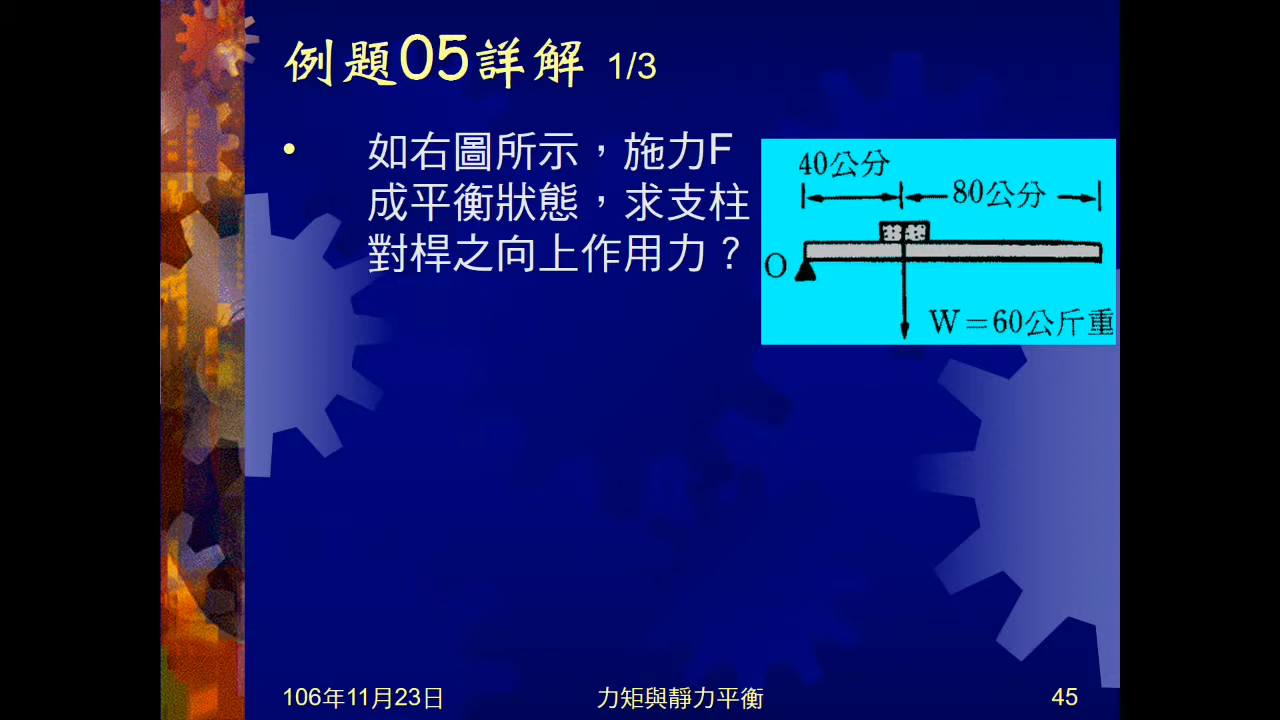 例題05詳解 1/3
• 如右圖所示，施力F
成平衡狀態，求支柱
對桿之向上作用力？
40公分
80公分
O
W=60公斤重
106年11月23日
力矩與靜力平衡
45